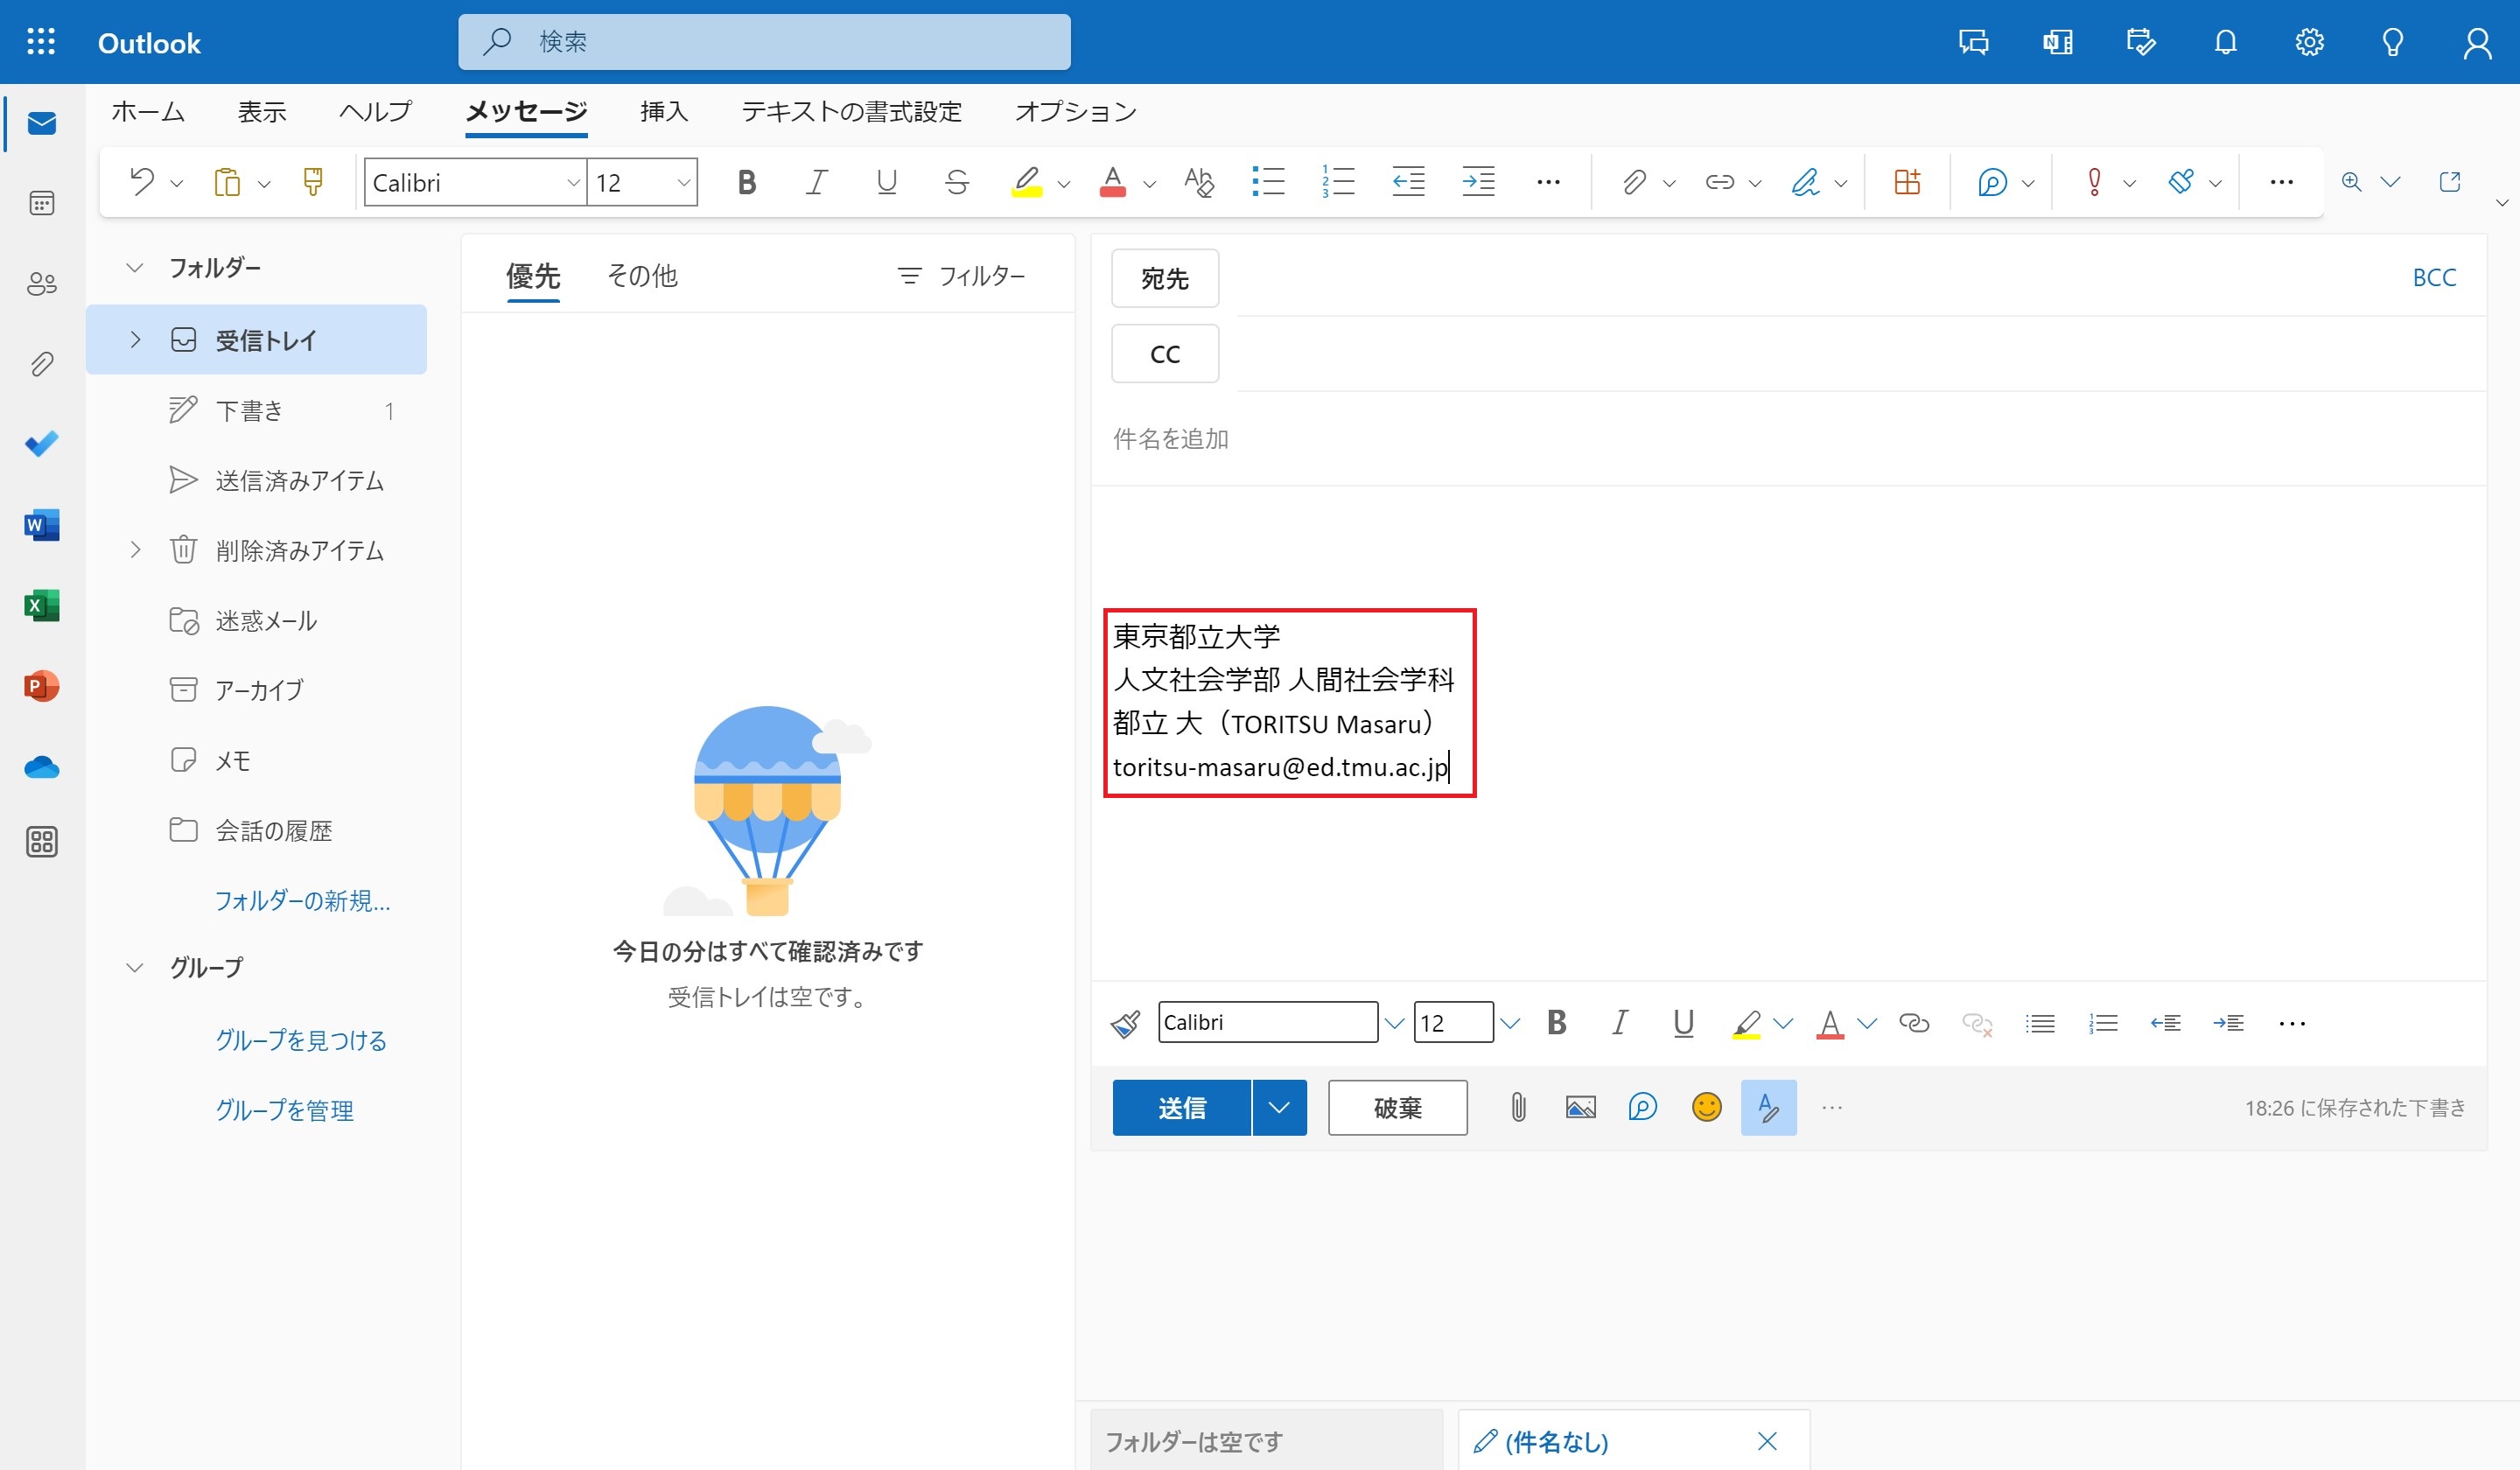 Outlook
検索
ホーム 表示 ヘルプ メッセージ 挿入 テキストの書式設定 オプション
Calibri 12
フォルダー
受信トレイ
下書き 1
送信済みアイテム
削除済みアイテム
迷惑メール
アーカイブ
メモ
会話の履歴
フォルダーの新規...
グループ
グループを見つける
グループを管理
優先 その他 フィルター
今日の分はすべて確認済みです
受信トレイは空です。
宛先 BCC
CC
件名を追加
東京都立大学
人文社会学部 人間社会学科
都立 大（TORITSU Masaru）
toritsu-masaru@ed.tmu.ac.jp
Calibri 12
送信 破棄 18:26 に保存された下書き
フォルダーは空です (件名なし)